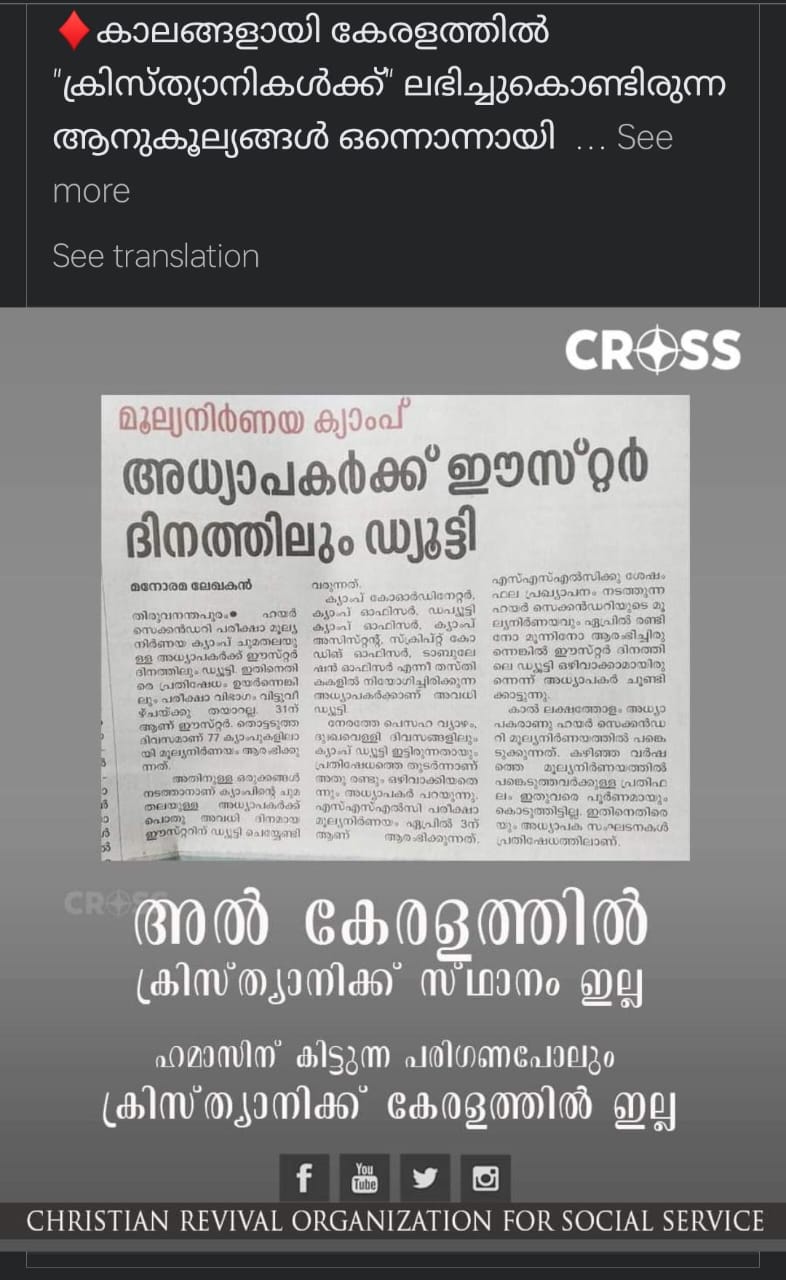 ♦️കാലങ്ങളായി കേരളത്തിൽ
"ക്രിസ്ത്യാനികൾക്ക്" ലഭിച്ചുകൊണ്ടിരുന്ന
ആനുകൂല്യങ്ങൾ ഒന്നൊന്നായി ... See
more
See translation
CROSS
മൂല്യനിർണയ ക്യാംപ്
അധ്യാപകർക്ക് ഈസ്റ്റർ
ദിനത്തിലും ഡ്യൂട്ടി
മനോരമ ലേഖകൻ
തിരുവനന്തപുരം● ഹയർ
സെക്കൻഡറി പരീക്ഷാ മൂല്യ
നിർണയ ക്യാംപ് ചുമതലയു
ള്ള അധ്യാപകർക്ക് ഈസ്റ്റർ
ദിനത്തിലും ഡ്യൂട്ടി. ഇതിനെതി
രെ പ്രതിഷേധം ഉയർന്നെങ്കി
ലും പരീക്ഷാ വിഭാഗം വിട്ടുവീ
ഴ്ചയ്ക്കു തയാറല്ല. 31ന്
ആണ് ഈസ്റ്റർ. തൊട്ടടുത്ത
ദിവസമാണ് 77 ക്യാംപുകളിലാ
യി മൂല്യനിർണയം ആരംഭിക്കു
ന്നത്.
അതിനുള്ള ഒരുക്കങ്ങൾ
നടത്താനാണ് ക്യാംപിന്റെ ചുമ
തലയുള്ള അധ്യാപകർക്ക്
പൊതു അവധി ദിനമായ
ഈസ്റ്ററിന് ഡ്യൂട്ടി ചെയ്യേണ്ടി
വരുന്നത്.
ക്യാംപ് കോഓർഡിനേറ്റർ,
ക്യാംപ് ഓഫിസർ, ഡപ്യൂട്ടി
ക്യാംപ് ഓഫിസർ, ക്യാംപ്
അസിസ്റ്റന്റ്, സ്ക്രിപ്റ്റ് കോ
ഡിങ് ഓഫിസർ, ടാബുലേ
ഷൻ ഓഫിസർ എന്നീ തസ്തി
കകളിൽ നിയോഗിച്ചിരിക്കുന്ന
അധ്യാപകർക്കാണ് അവധി
ഡ്യൂട്ടി.
നേരത്തേ പെസഹ വ്യാഴം,
ദുഃഖവെള്ളി ദിവസങ്ങളിലും
ക്യാംപ് ഡ്യൂട്ടി ഇട്ടിരുന്നതായും
പ്രതിഷേധത്തെ തുടർന്നാണ്
അതു രണ്ടും ഒഴിവാക്കിയതെ
ന്നും അധ്യാപകർ പറയുന്നു.
എസ്എസ്എൽസി പരീക്ഷാ
മൂല്യനിർണയം ഏപ്രിൽ 3ന്
ആണ് ആരംഭിക്കുന്നത്.
എസ്എസ്എൽസിക്കു ശേഷം
ഫല പ്രഖ്യാപനം നടത്തുന്ന
ഹയർ സെക്കൻഡറിയുടെ മൂ
ല്യനിർണയവും ഏപ്രിൽ രണ്ടി
നോ മൂന്നിനോ ആരംഭിച്ചിരു
ന്നെങ്കിൽ ഈസ്റ്റർ ദിനത്തി
ലെ ഡ്യൂട്ടി ഒഴിവാക്കാമായിരു
ന്നെന്ന് അധ്യാപകർ ചൂണ്ടി
ക്കാട്ടുന്നു.
കാൽ ലക്ഷത്തോളം അധ്യാ
പകരാണു ഹയർ സെക്കൻഡ
റി മൂല്യനിർണയത്തിൽ പങ്കെ
ടുക്കുന്നത്. കഴിഞ്ഞ വർഷ
ത്തെ മൂല്യനിർണയത്തിൽ
പങ്കെടുത്തവർക്കുള്ള പ്രതിഫ
ലം ഇതുവരെ പൂർണമായും
കൊടുത്തിട്ടില്ല. ഇതിനെതിരെ
യും അധ്യാപക സംഘടനകൾ
പ്രതിഷേധത്തിലാണ്.
CROSS
അൽ കേരളത്തിൽ
ക്രിസ്ത്യാനിക്ക് സ്ഥാനം ഇല്ല
ഹമാസിന് കിട്ടുന്ന പരിഗണപോലും
ക്രിസ്ത്യാനിക്ക് കേരളത്തിൽ ഇല്ല
f You Tube
CHRISTIAN REVIVAL ORGANIZATION FOR SOCIAL SERVICE